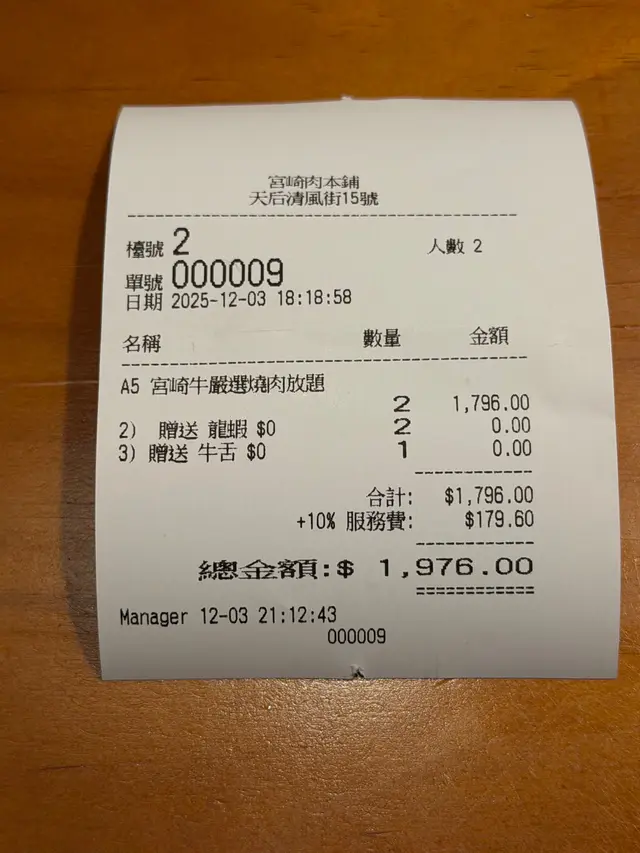 宮崎肉本鋪
天后清風街15號
檯號 2 人數 2
單號 000009
日期 2025-12-03 18:18:58
名稱 數量 金額
A5 宮崎牛嚴選燒肉放題
2 1,796.00
2) 贈送 龍蝦 $0 2 0.00
3) 贈送 牛舌 $0 1 0.00
合計: $1,796.00
+10% 服務費: $179.60
總金額:$ 1,976.00
Manager 12-03 21:12:43
000009